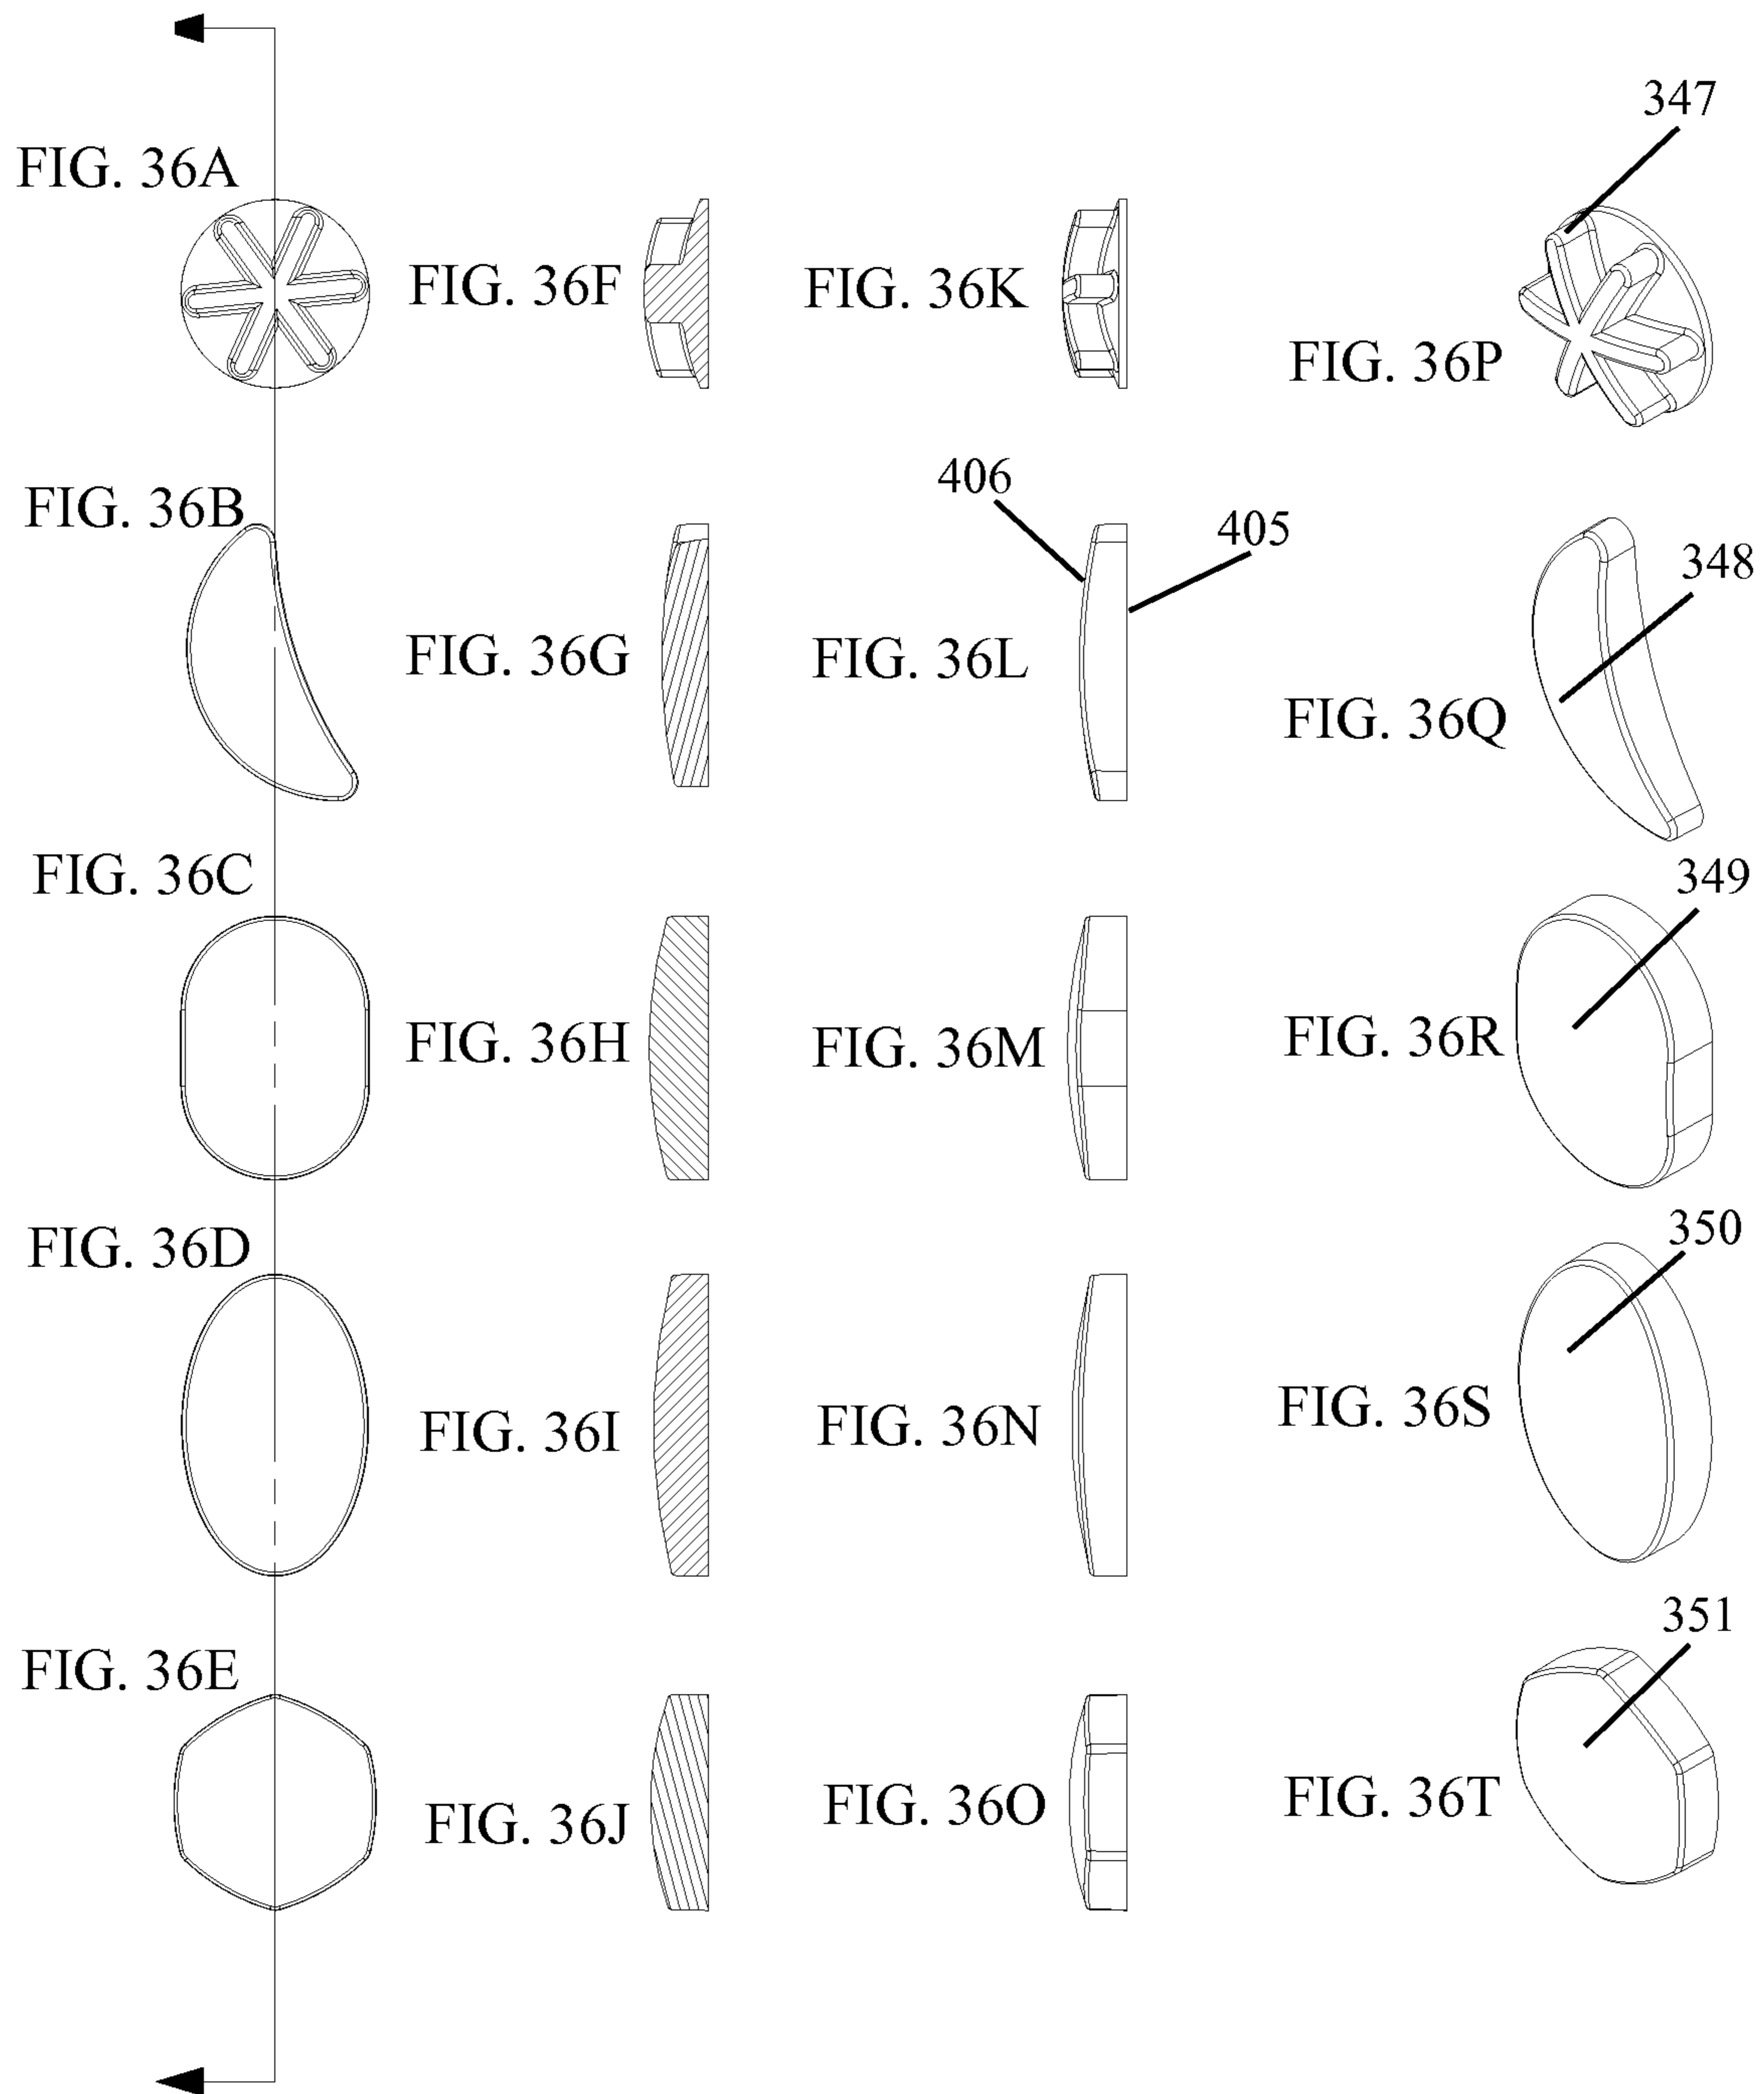 347
FIG. 36A
FIG. 36F
FIG. 36K
FIG. 36P
406
405
FIG. 36B
348
FIG. 36G
FIG. 36L
FIG. 36Q
FIG. 36C
349
FIG. 36H
FIG. 36M
FIG. 36R
350
FIG. 36D
FIG. 36I
FIG. 36N
FIG. 36S
351
FIG. 36E
FIG. 36J
FIG. 36O
FIG. 36T